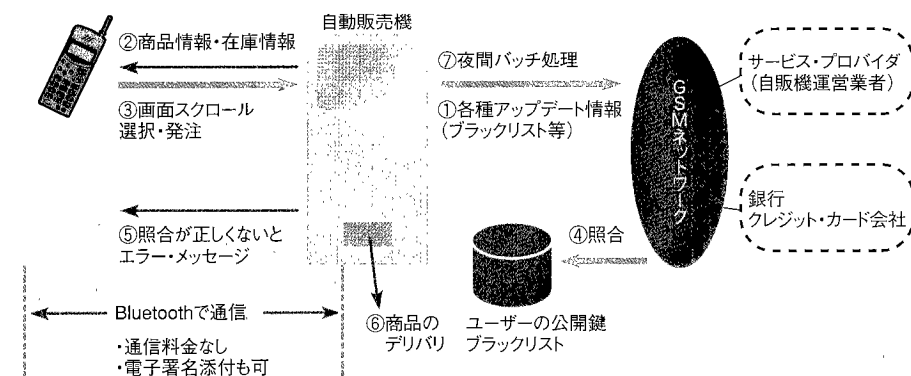 自動販売機
②商品情報・在庫情報
③画面スクロール
選択・発注
⑤照合が正しくないと
エラー・メッセージ
Bluetoothで通信
・通信料金なし
・電子署名添付も可
⑥商品の
デリバリ
⑦夜間バッチ処理
①各種アップデート情報
(ブラックリスト等)
④照合
ユーザーの公開鍵
ブラックリスト
GSMネットワーク
サービス・プロバイダ
(自販機運営業者)
銀行
クレジット・カード会社